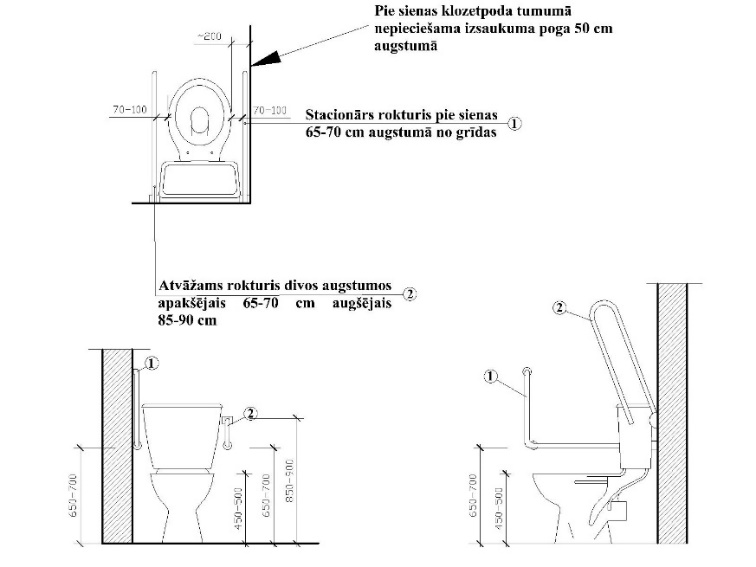 Pie sienas klozetpoda tumumā
nepieciešama izsaukuma poga 50 cm
augstumā
~200
70-100
70-100
Stacionārs rokturis pie sienas
65-70 cm augstumā no grīdas
1
Atvāžams rokturis divos augstumos
apakšējais 65-70 cm augšējais
85-90 cm
2
1
2
650-700
450-500
650-700
850-900
2
1
650-700
450-500